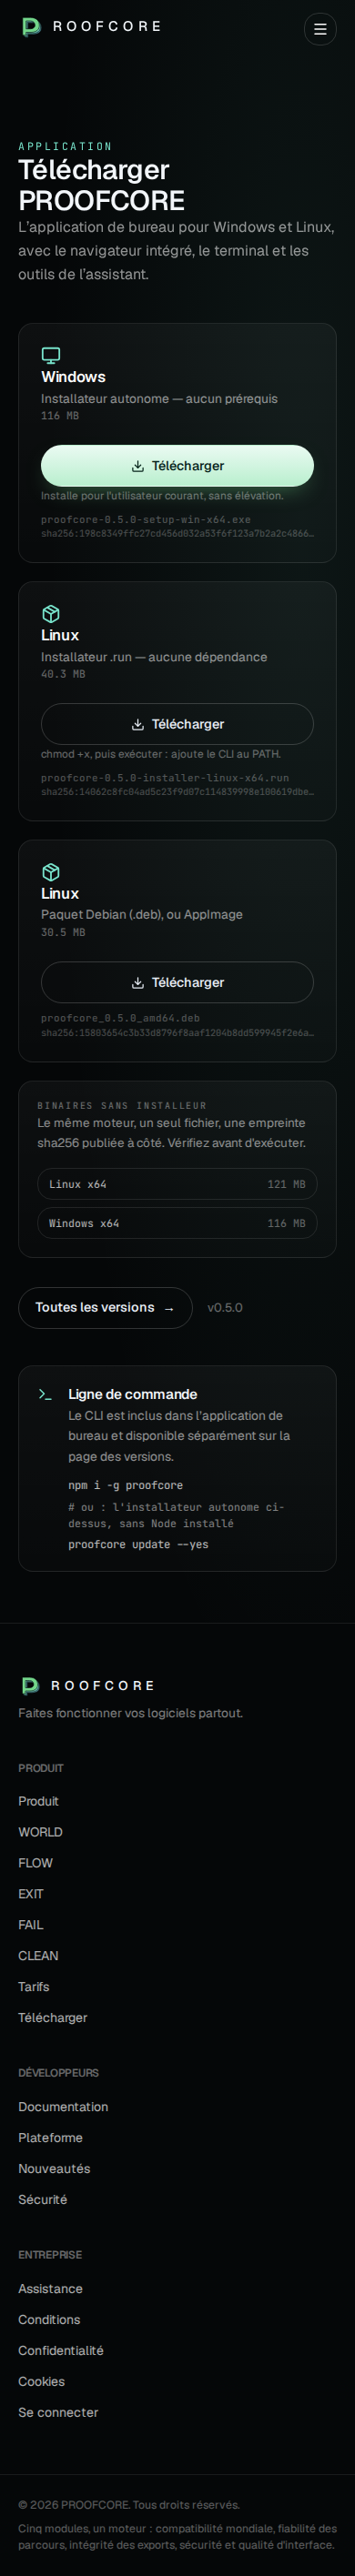 ROOFCORE
APPLICATION
Télécharger
PROOFCORE
L'application de bureau pour Windows et Linux,
avec le navigateur intégré, le terminal et les
outils de l'assistant.
Windows
Installateur autonome — aucun prérequis
116 MB
Télécharger
Installe pour l'utilisateur courant, sans élévation.
proofcore-0.5.0-setup-win-x64.exe
sha256:198c8349ffc27cd456d032a53f6f123a7b2a2c4866…
Linux
Installateur .run — aucune dépendance
40.3 MB
Télécharger
chmod +x, puis exécuter : ajoute le CLI au PATH.
proofcore-0.5.0-installer-linux-x64.run
sha256:14062c8fc04ad5c23f9d07c114839998e100619dbe…
Linux
Paquet Debian (.deb), ou AppImage
30.5 MB
Télécharger
proofcore_0.5.0_amd64.deb
sha256:15803654c3b33d8796f8aaf1204b8dd599945f2e6a…
BINAIRES SANS INSTALLEUR
Le même moteur, un seul fichier, une empreinte
sha256 publiée à côté. Vérifiez avant d'exécuter.
Linux x64 121 MB
Windows x64 116 MB
Toutes les versions → v0.5.0
Ligne de commande
Le CLI est inclus dans l'application de
bureau et disponible séparément sur la
page des versions.
npm i -g proofcore
# ou : l'installateur autonome ci-
dessus, sans Node installé
proofcore update --yes
ROOFCORE
Faites fonctionner vos logiciels partout.
PRODUIT
Produit
WORLD
FLOW
EXIT
FAIL
CLEAN
Tarifs
Télécharger
DÉVELOPPEURS
Documentation
Plateforme
Nouveautés
Sécurité
ENTREPRISE
Assistance
Conditions
Confidentialité
Cookies
Se connecter
© 2026 PROOFCORE. Tous droits réservés.
Cinq modules, un moteur : compatibilité mondiale, fiabilité des
parcours, intégrité des exports, sécurité et qualité d'interface.